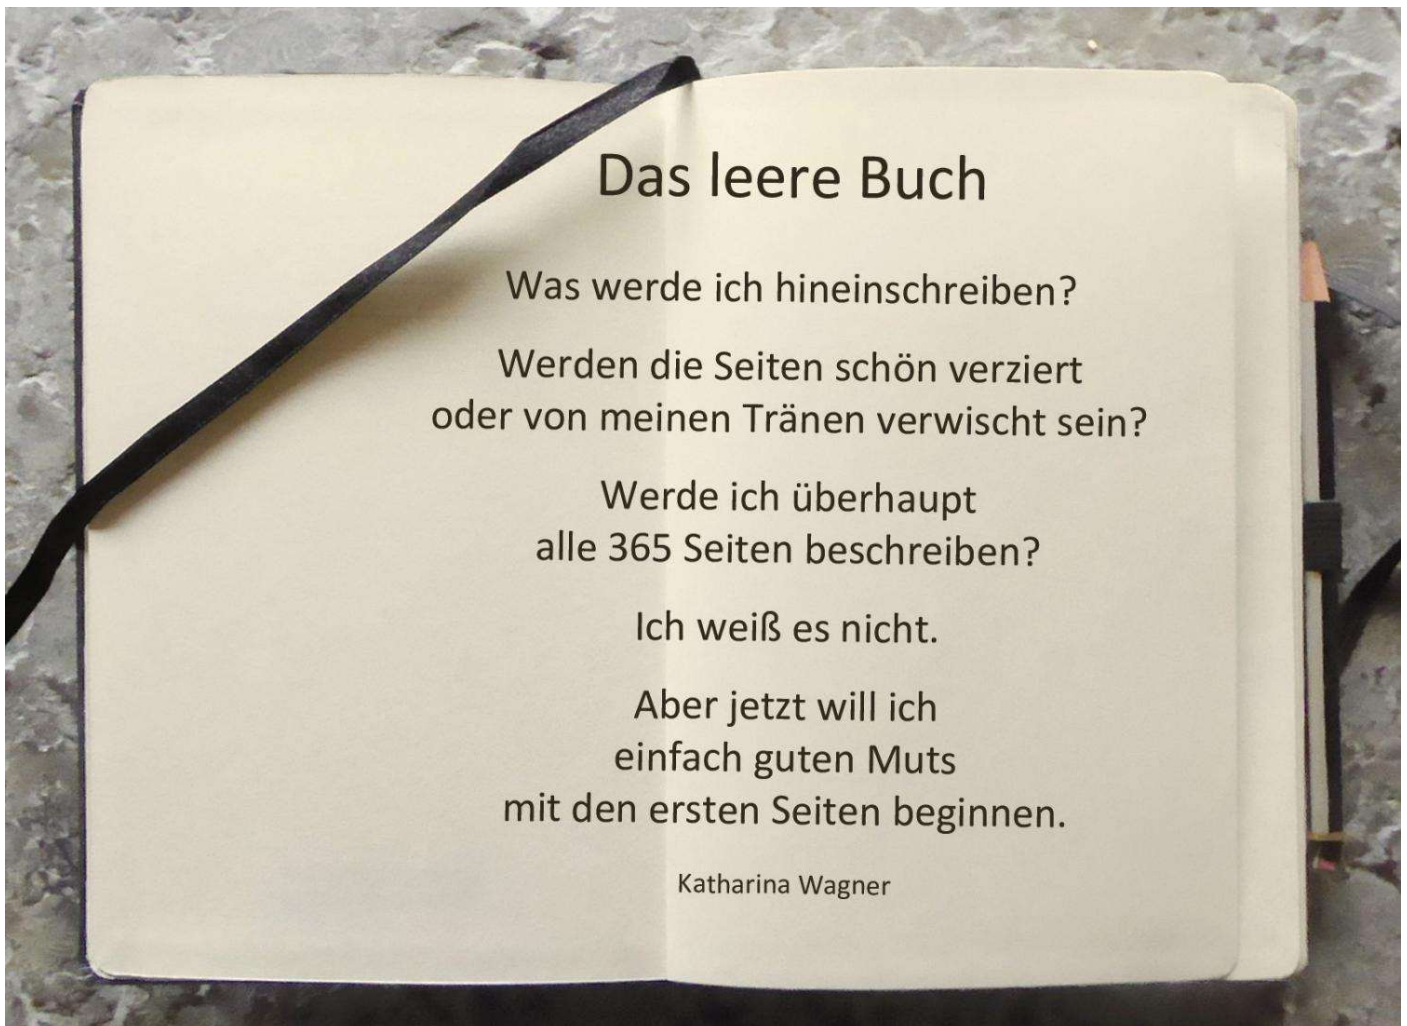 Das leere Buch
Was werde ich hineinschreiben?
Werden die Seiten schön verziert
oder von meinen Tränen verwischt sein?
Werde ich überhaupt
alle 365 Seiten beschreiben?
Ich weiß es nicht.
Aber jetzt will ich
einfach guten Muts
mit den ersten Seiten beginnen.
Katharina Wagner